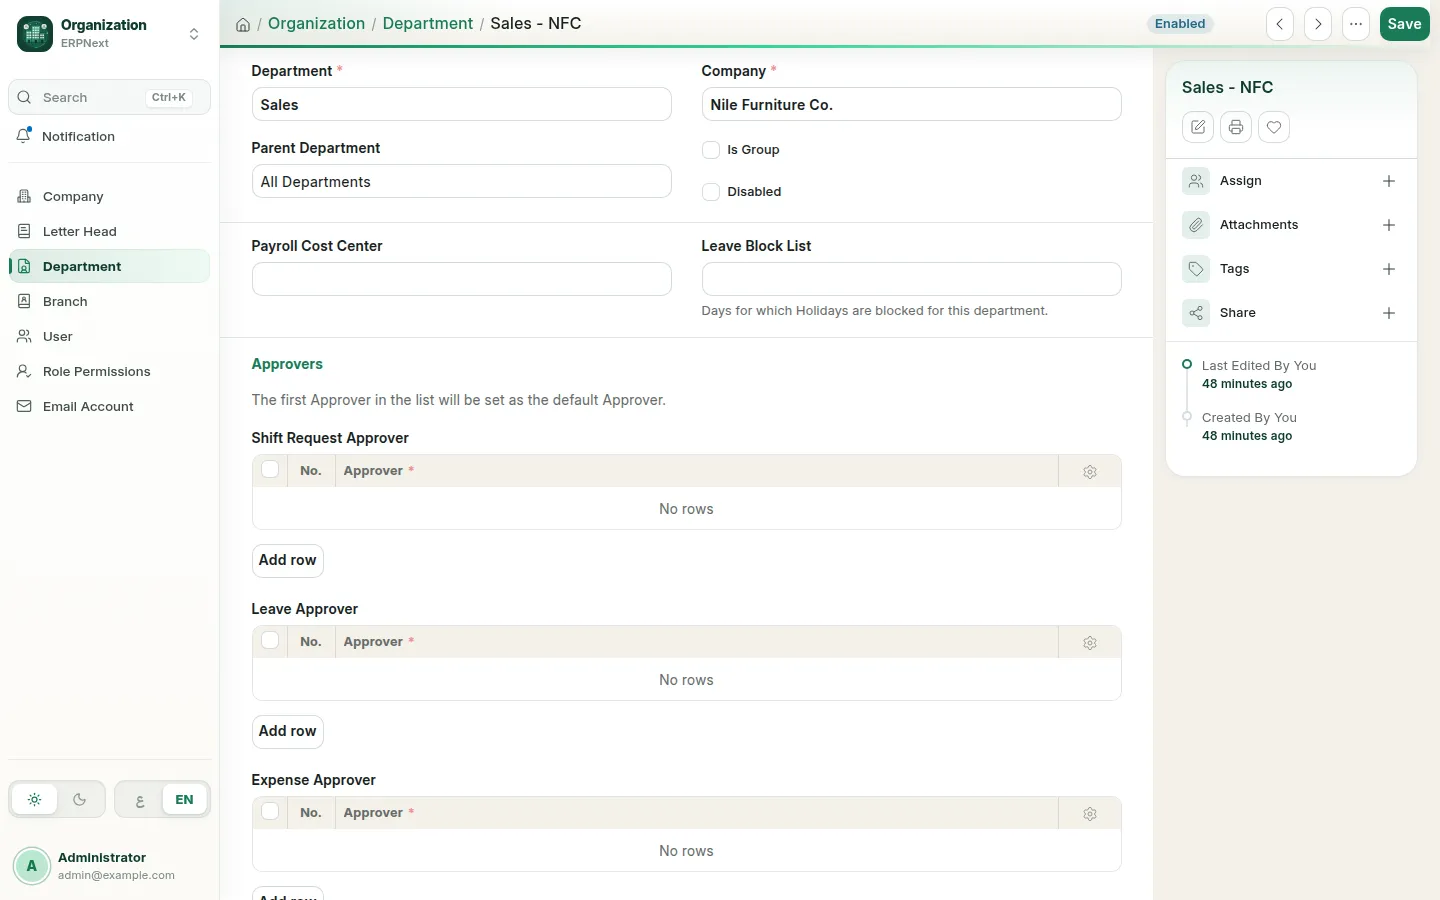 Organization
ERPNext
Search
Ctrl+K
Notification
Company
Letter Head
Department
Branch
User
Role Permissions
Email Account
ع
EN
A
Administrator
admin@example.com
/ Organization / Department / Sales - NFC
Enabled
...
Save
Department *
Sales
Company *
Nile Furniture Co.
Parent Department
All Departments
Is Group
Disabled
Payroll Cost Center
Leave Block List
Days for which Holidays are blocked for this department.
Approvers
The first Approver in the list will be set as the default Approver.
Shift Request Approver
No. Approver *
No rows
Add row
Leave Approver
No. Approver *
No rows
Add row
Expense Approver
No. Approver *
No rows
Add row
Sales - NFC
Assign
Attachments
Tags
Share
Last Edited By You
48 minutes ago
Created By You
48 minutes ago